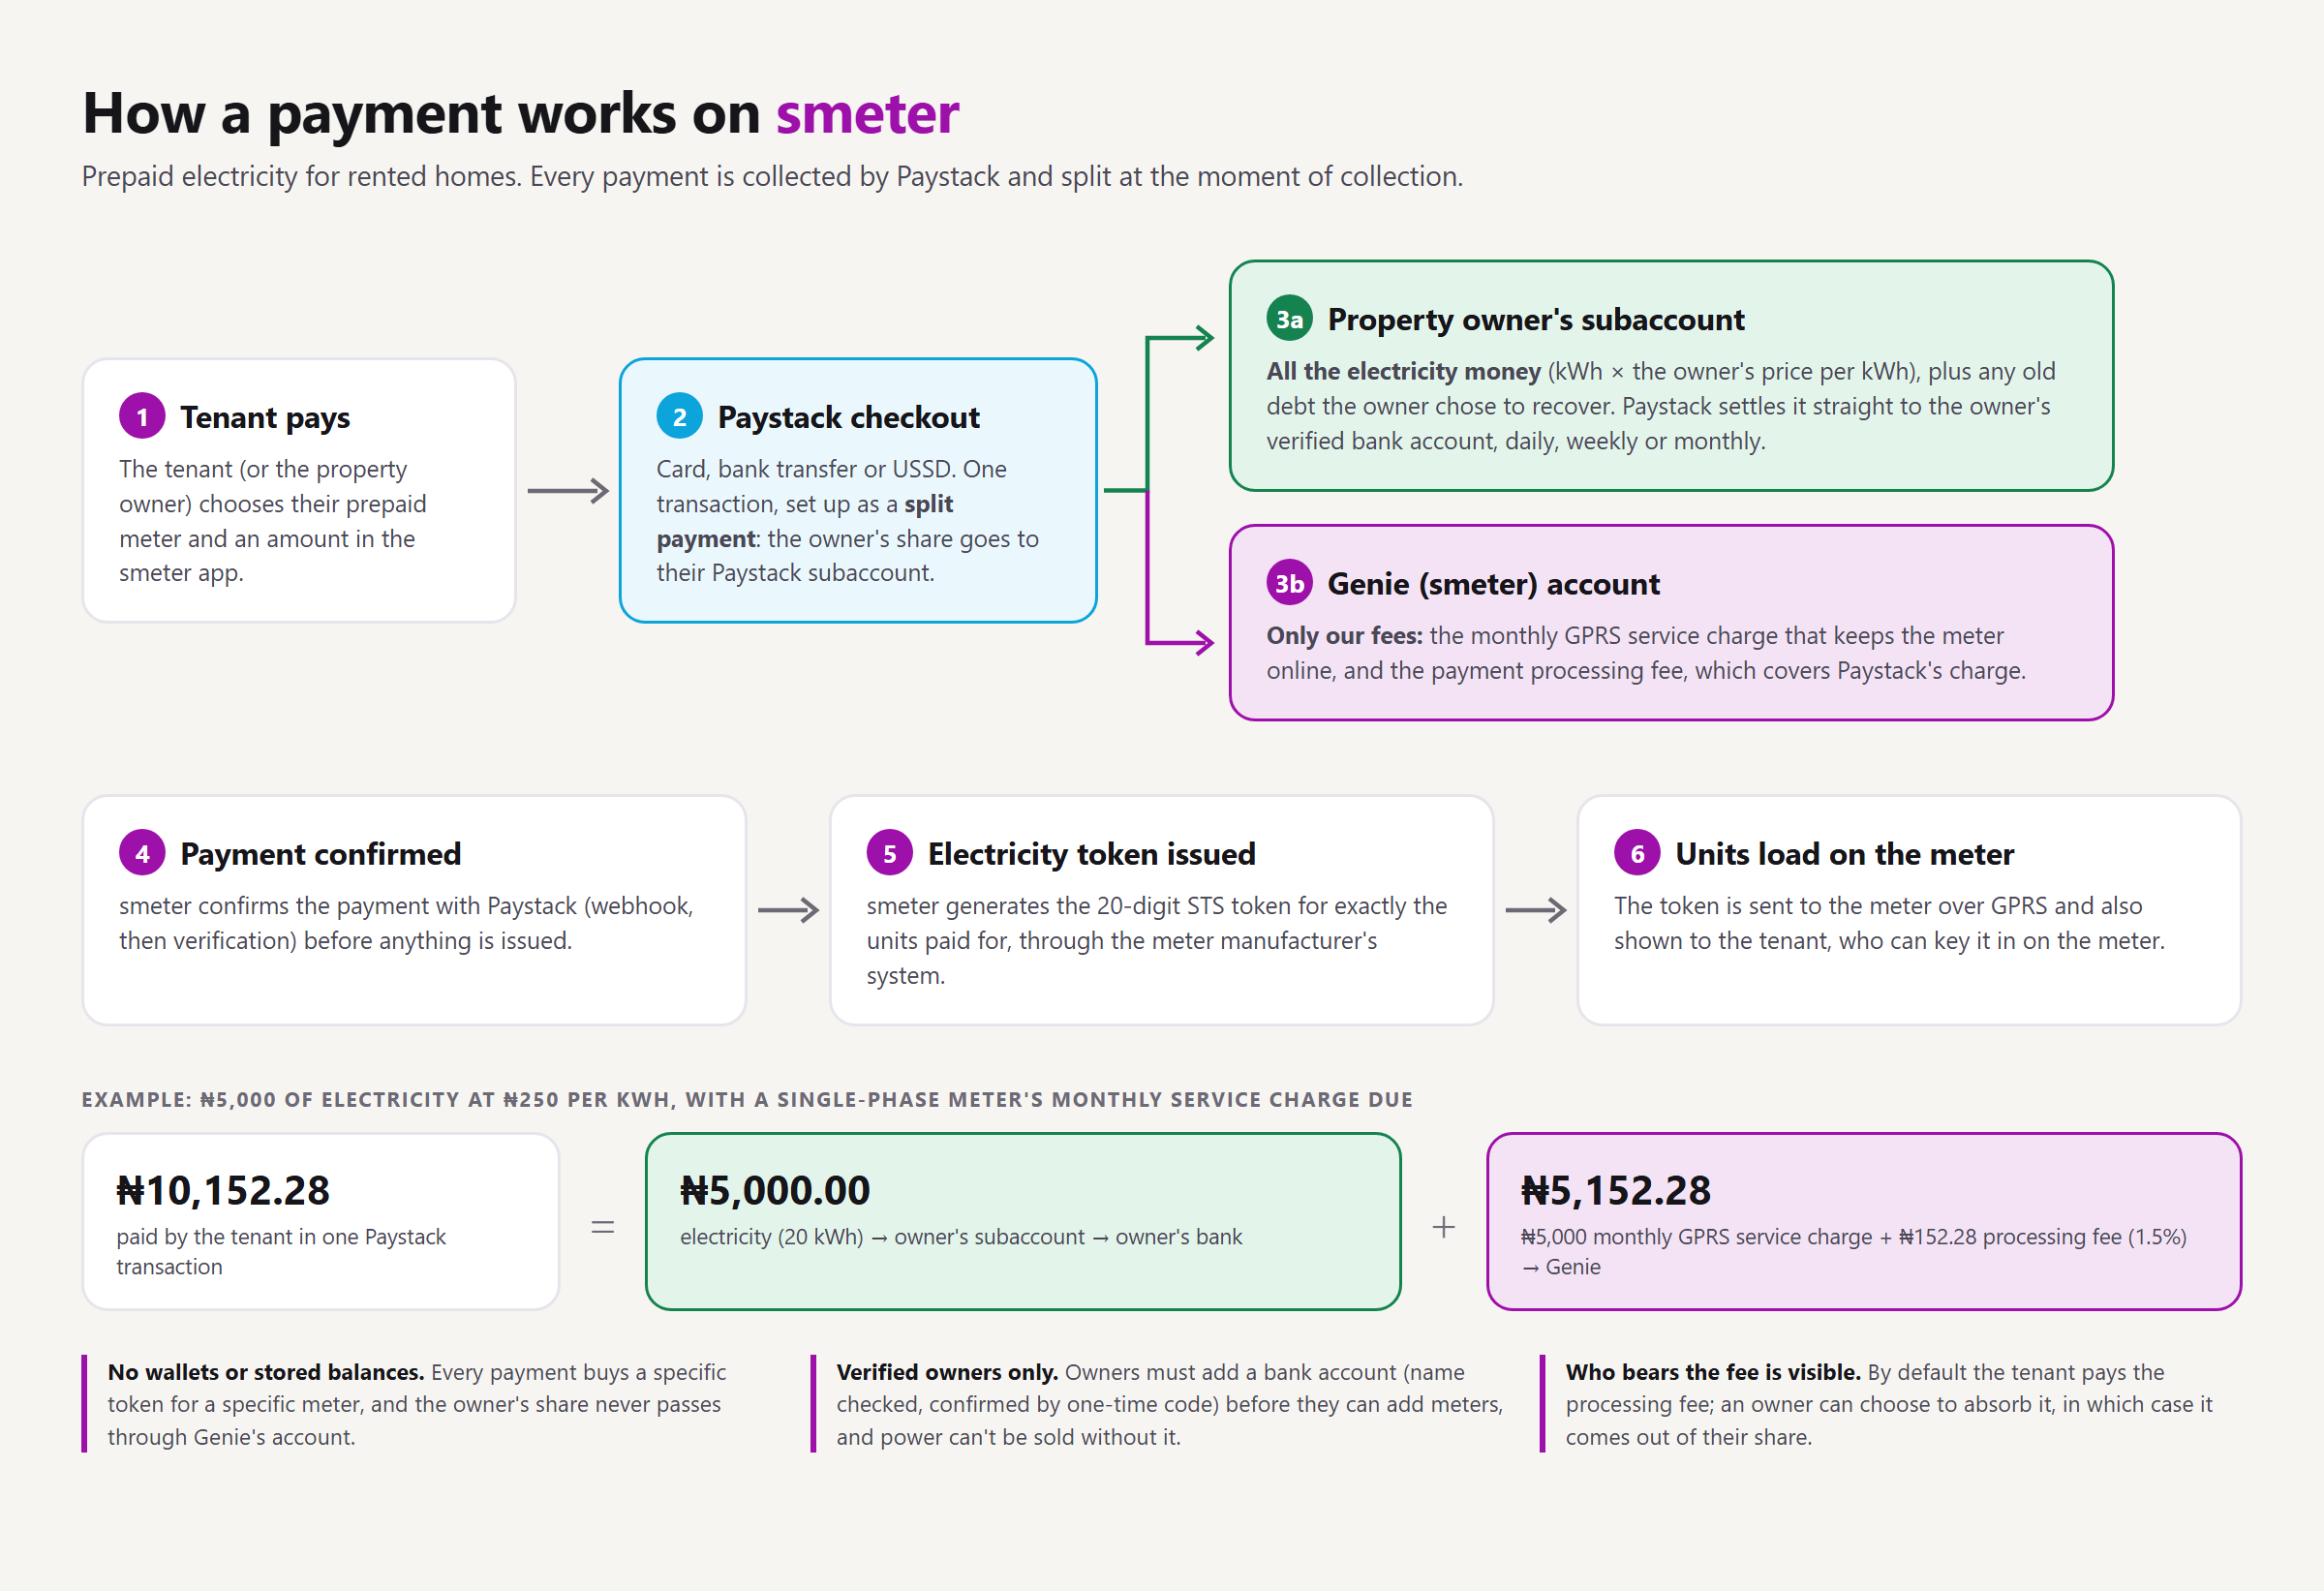 How a payment works on smeter
Prepaid electricity for rented homes. Every payment is collected by Paystack and split at the moment of collection.
1 Tenant pays
The tenant (or the property
owner) chooses their prepaid
meter and an amount in the
smeter app.
2 Paystack checkout
Card, bank transfer or USSD. One
transaction, set up as a split
payment: the owner's share goes to
their Paystack subaccount.
3a Property owner's subaccount
All the electricity money (kWh × the owner's price per kWh), plus any old
debt the owner chose to recover. Paystack settles it straight to the owner's
verified bank account, daily, weekly or monthly.
3b Genie (smeter) account
Only our fees: the monthly GPRS service charge that keeps the meter
online, and the payment processing fee, which covers Paystack's charge.
4 Payment confirmed
smeter confirms the payment with Paystack (webhook,
then verification) before anything is issued.
5 Electricity token issued
smeter generates the 20-digit STS token for exactly the
units paid for, through the meter manufacturer's
system.
6 Units load on the meter
The token is sent to the meter over GPRS and also
shown to the tenant, who can key it in on the meter.
EXAMPLE: ₦5,000 OF ELECTRICITY AT ₦250 PER KWH, WITH A SINGLE-PHASE METER'S MONTHLY SERVICE CHARGE DUE
₦10,152.28
paid by the tenant in one Paystack
transaction
=
₦5,000.00
electricity (20 kWh) → owner's subaccount → owner's bank
+
₦5,152.28
₦5,000 monthly GPRS service charge + ₦152.28 processing fee (1.5%)
→ Genie
No wallets or stored balances. Every payment buys a specific
token for a specific meter, and the owner's share never passes
through Genie's account.
Verified owners only. Owners must add a bank account (name
checked, confirmed by one-time code) before they can add meters,
and power can't be sold without it.
Who bears the fee is visible. By default the tenant pays the
processing fee; an owner can choose to absorb it, in which case it
comes out of their share.